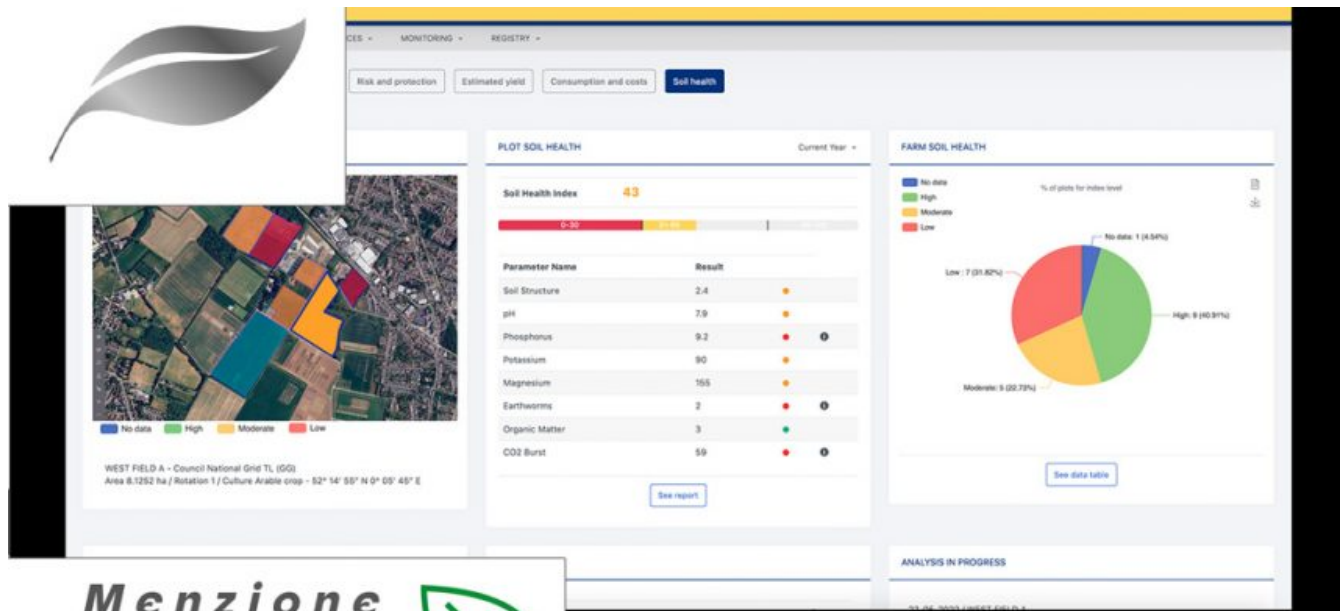 CES MONITORING REGISTRY
Risk and protection Estimated yield Consumption and costs Soil health
PLOT SOIL HEALTH Current Year
Soil Health Index 43
0-30
Parameter Name Result
Soil Structure 2.4
pH 7.9
Phosphorus 9.2
Potassium 90
Magnesium 155
Earthworms 2
Organic Matter 3
CO2 Burst 59
See report
FARM SOIL HEALTH
No data
High
Moderate
Low
% of plots for index level
No data: 1 (4.54%)
Low : 7 (31.82%)
High: 9 (40.91%)
Moderate: 5 (22.73%)
See data table
No data High Moderate Low
WEST FIELD A - Council National Grid TL (GG)
Area 8.1252 ha / Rotation 1 / Culture Arable crop - 52° 14' 55" N 0° 05' 45" E
ANALYSIS IN PROGRESS
Menzione